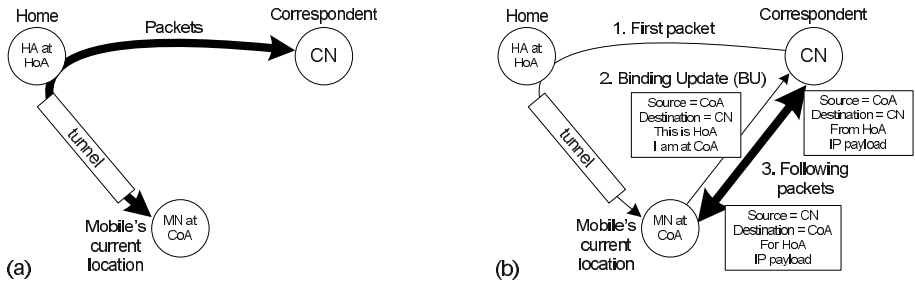 Home
HA at
HoA
Packets
Correspondent
CN
tunnel
MN at
CoA
Mobile's
current
location
(a)
Home
HA at
HoA
1. First packet
Correspondent
CN
2. Binding Update (BU)
Source = CoA
Destination = CN
This is HoA
I am at CoA
Source = CoA
Destination = CN
From HoA
IP payload
tunnel
3. Following
packets
MN at
CoA
Mobile's
current
location
Source = CN
Destination = CoA
For HoA
IP payload
(b)